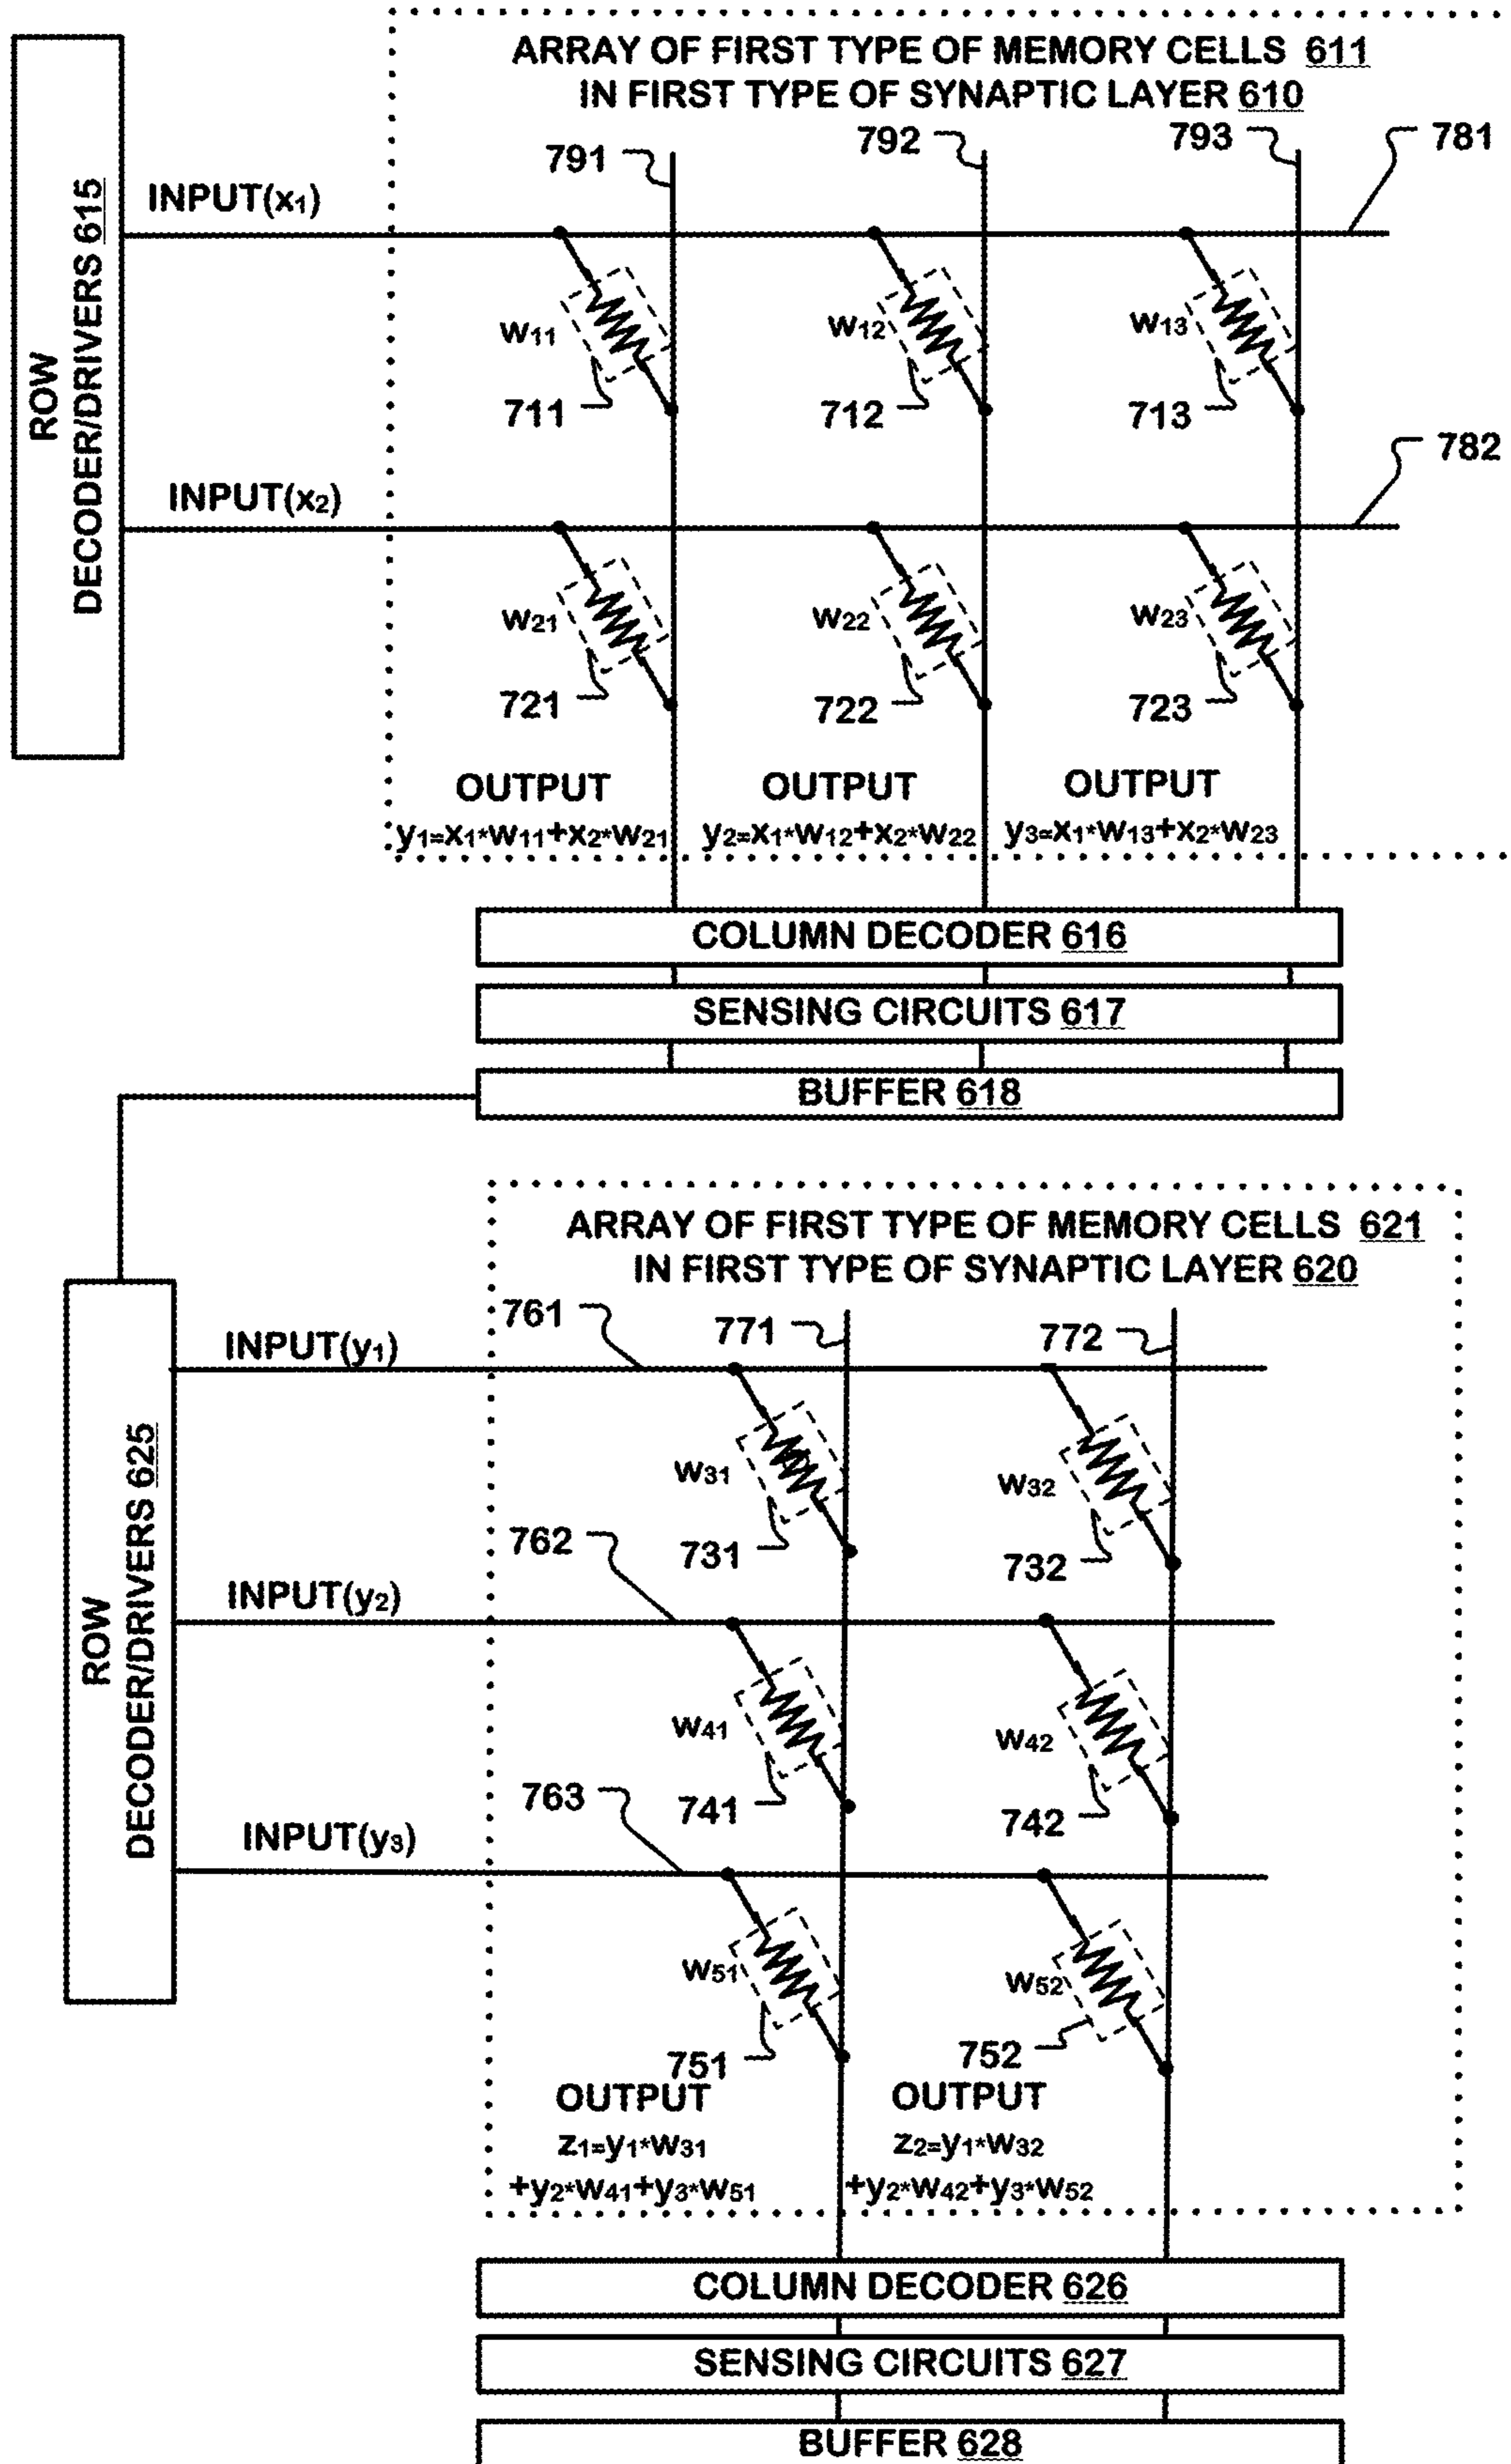 ARRAY OF FIRST TYPE OF MEMORY CELLS 611
IN FIRST TYPE OF SYNAPTIC LAYER 610
791
792
793
781
ROW
DECODER/DRIVERS 615
INPUT(x1)
w11
w12
w13
711
712
713
782
INPUT(x2)
w21
w22
w23
721
722
723
OUTPUT
y1=x1*w11+x2*w21
OUTPUT
y2=x1*w12+x2*w22
OUTPUT
y3=x1*w13+x2*w23
COLUMN DECODER 616
SENSING CIRCUITS 617
BUFFER 618
ARRAY OF FIRST TYPE OF MEMORY CELLS 621
IN FIRST TYPE OF SYNAPTIC LAYER 620
761
771
772
ROW
DECODER/DRIVERS 625
INPUT(y1)
w31
w32
731
732
762
INPUT(y2)
w41
w42
741
742
763
INPUT(y3)
w51
w52
751
752
OUTPUT
z1=y1*w31
+y2*w41+y3*w51
OUTPUT
z2=y1*w32
+y2*w42+y3*w52
COLUMN DECODER 626
SENSING CIRCUITS 627
BUFFER 628